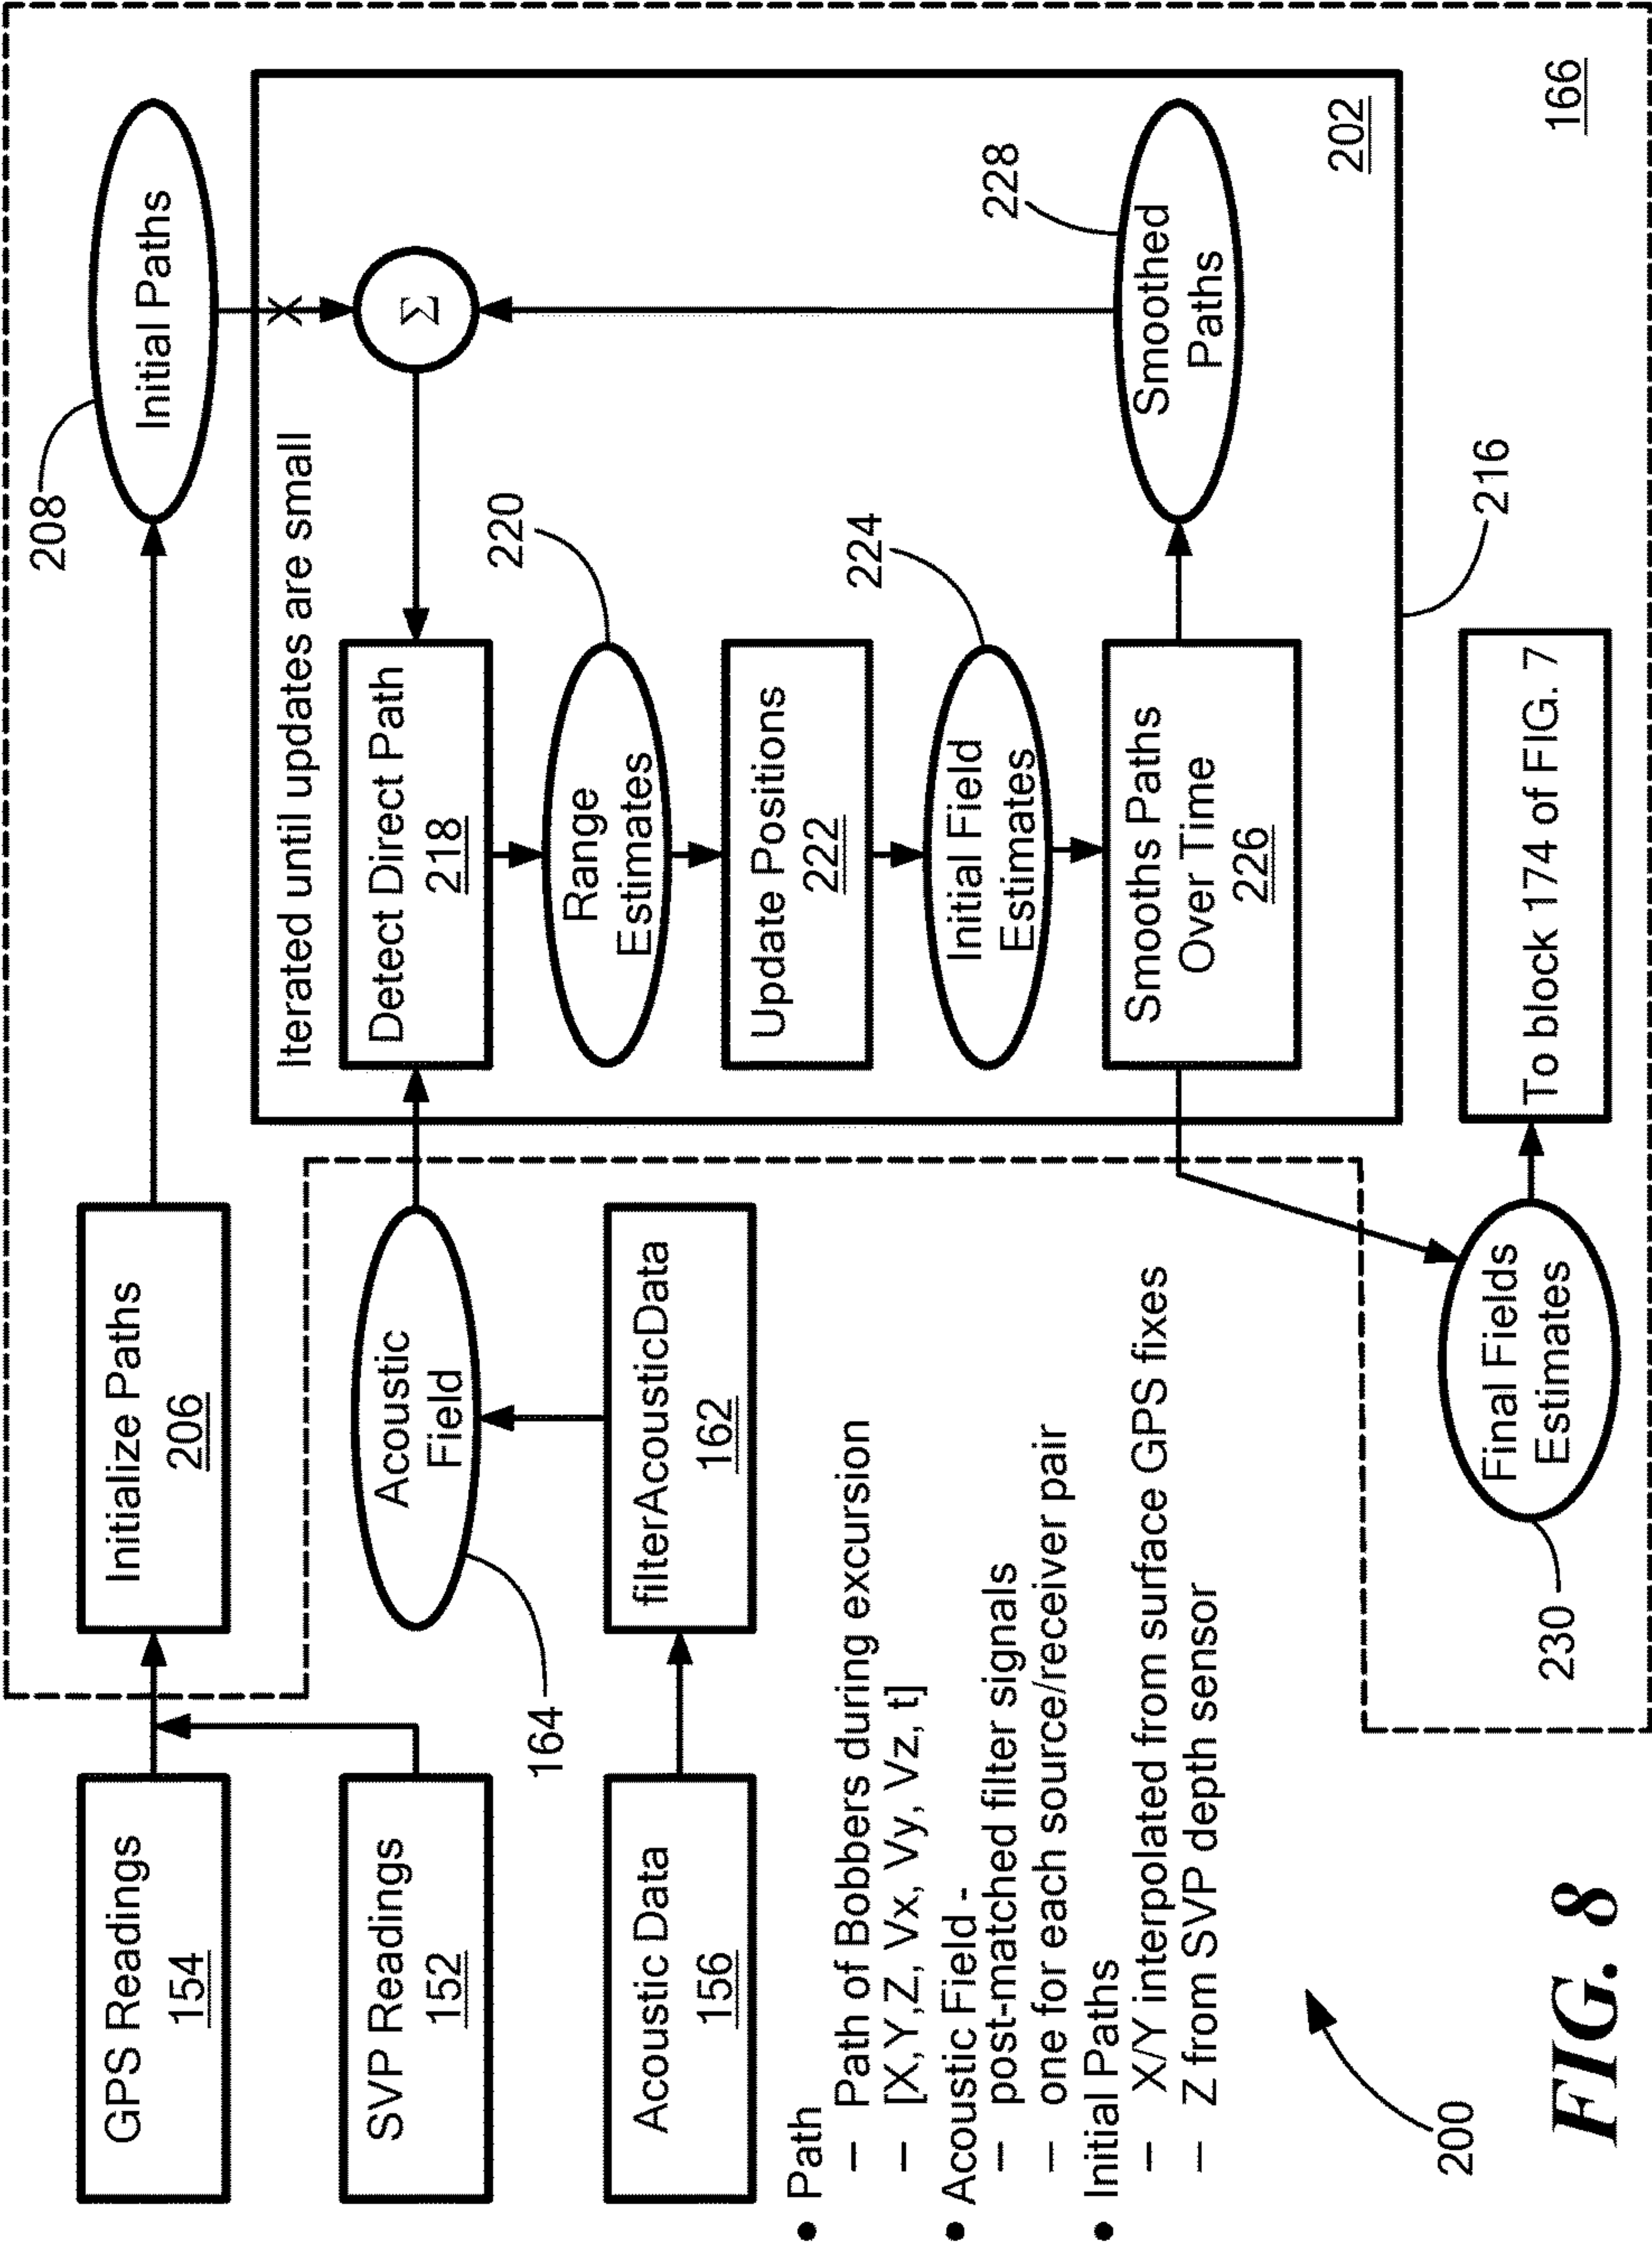 GPS Readings
154
SVP Readings
152
Acoustic Data
156
Initialize Paths
206
Acoustic
Field
164
filterAcousticData
162
208
Initial Paths
X
Iterated until updates are small
Σ
Detect Direct Path
218
220
Range
Estimates
Update Positions
222
224
Initial Field
Estimates
Smooths Paths
Over Time
226
228
Smoothed
Paths
202
216
166
Final Fields
Estimates
230
To block 174 of FIG. 7
• Path
– Path of Bobbers during excursion
– [X,Y,Z, Vx, Vy, Vz, t]
• Acoustic Field -
– post-matched filter signals
– one for each source/receiver pair
• Initial Paths
– X/Y interpolated from surface GPS fixes
– Z from SVP depth sensor
200
FIG. 8